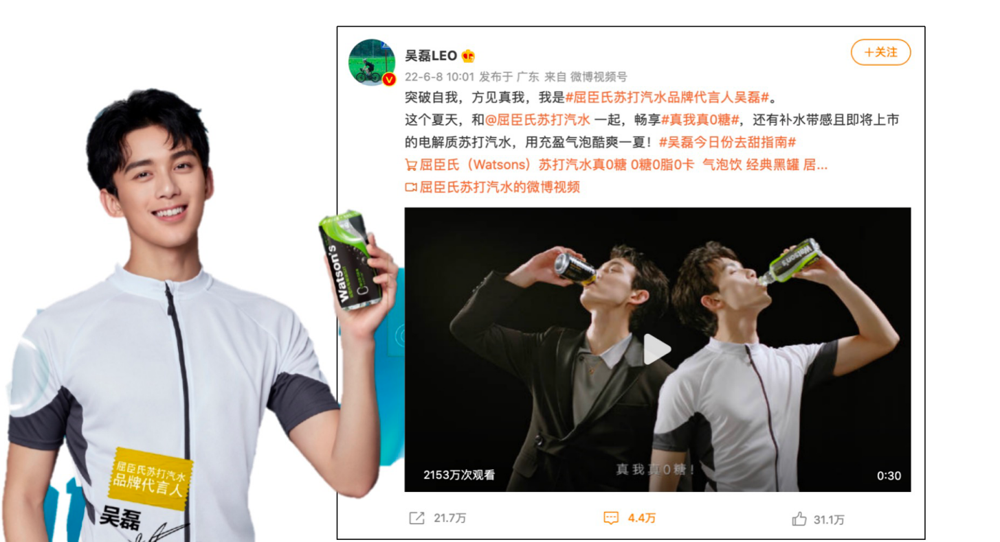 吴磊LEO
+关注
22-6-8 10:01 发布于 广东 来自 微博视频号
突破自我，方见真我，我是#屈臣氏苏打汽水品牌代言人吴磊#。
这个夏天，和@屈臣氏苏打汽水 一起，畅享#真我真0糖#，还有补水带感且即将上市
的电解质苏打汽水，用充盈气泡酷爽一夏！#吴磊今日份去甜指南#
屈臣氏（Watsons）苏打汽水真0糖 0糖0脂0卡 气泡饮 经典黑罐 居...
屈臣氏苏打汽水的微博视频
Watson's
Watson's
真我真0糖！
2153万次观看
0:30
屈臣氏苏打汽水
品牌代言人
吴磊
21.7万
4.4万
31.1万